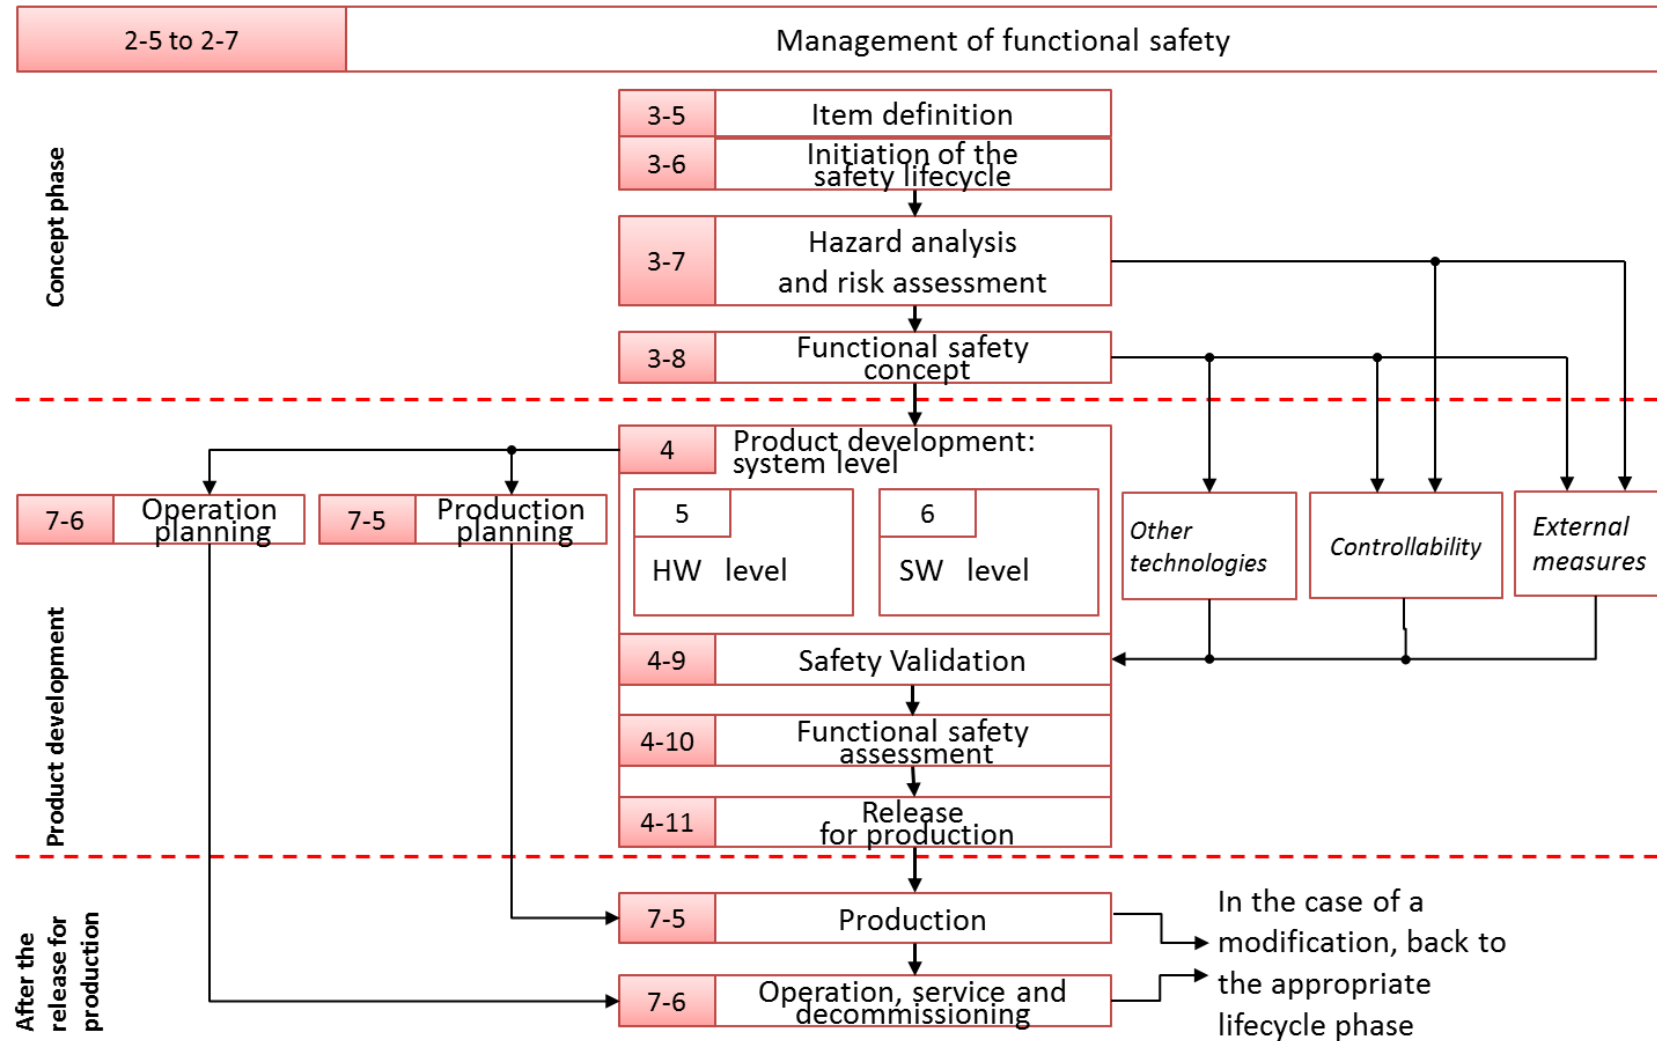 2-5 to 2-7
Management of functional safety
Concept phase
3-5
Item definition
3-6
Initiation of the
safety lifecycle
3-7
Hazard analysis
and risk assessment
3-8
Functional safety
concept
Product development
4
Product development:
system level
7-6
Operation
planning
7-5
Production
planning
5
HW level
6
SW level
Other
technologies
Controllability
External
measures
4-9
Safety Validation
4-10
Functional safety
assessment
4-11
Release
for production
After the
release for
production
7-5
Production
7-6
Operation, service and
decommissioning
In the case of a
modification, back to
the appropriate
lifecycle phase